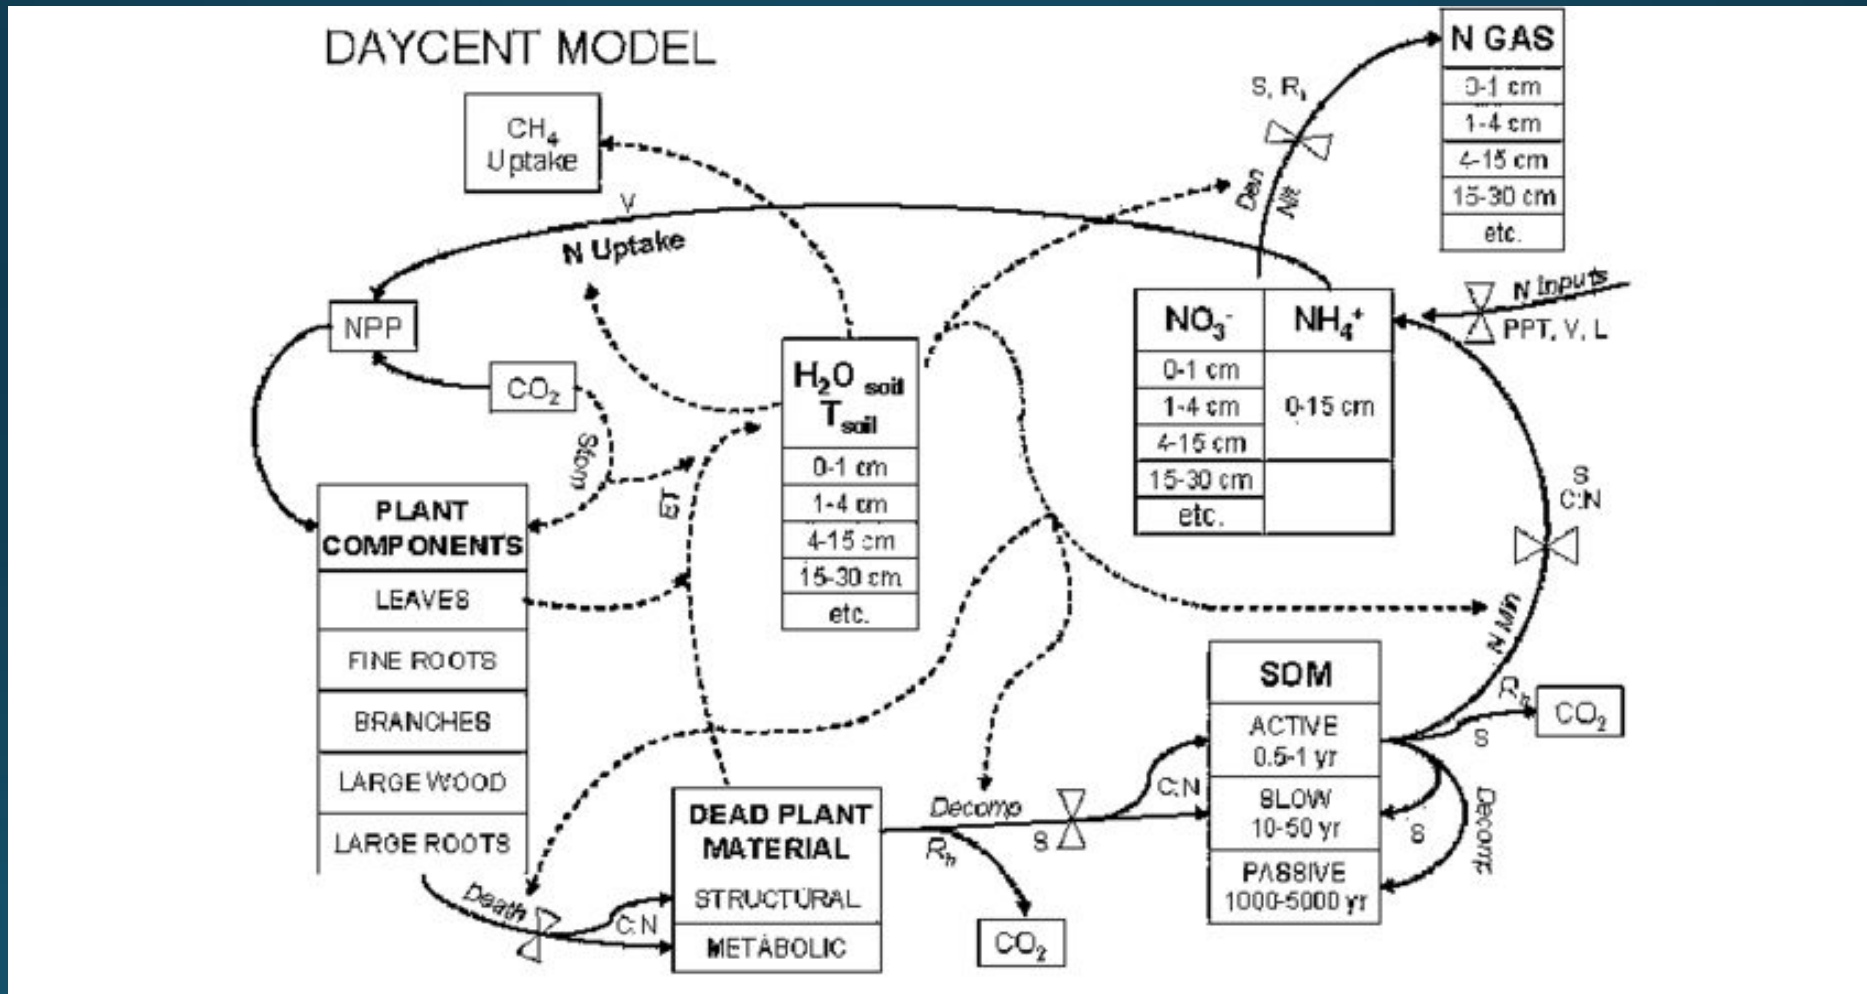 DAYCENT MODEL
CH₄
Uptake
V
N Uptake
NPP
CO₂
Stom
ET
PLANT
COMPONENTS
LEAVES
FINE ROOTS
BRANCHES
LARGE WOOD
LARGE ROOTS
Death
C:N
DEAD PLANT
MATERIAL
STRUCTURAL
METABOLIC
H₂O soil
T soil
0-1 cm
1-4 cm
4-15 cm
15-30 cm
etc.
Decomp
Rh
S
CO₂
C:N
SOM
ACTIVE
0.5-1 yr
SLOW
10-50 yr
PASSIVE
1000-5000 yr
S
Decomp
S
Rh
CO₂
N Min
S
C:N
NO₃⁻
0-1 cm
1-4 cm
4-15 cm
15-30 cm
etc.
NH₄⁺
0-15 cm
N Inputs
PPT, V, L
Den
Nit
S, Rh
N GAS
0-1 cm
1-4 cm
4-15 cm
15-30 cm
etc.